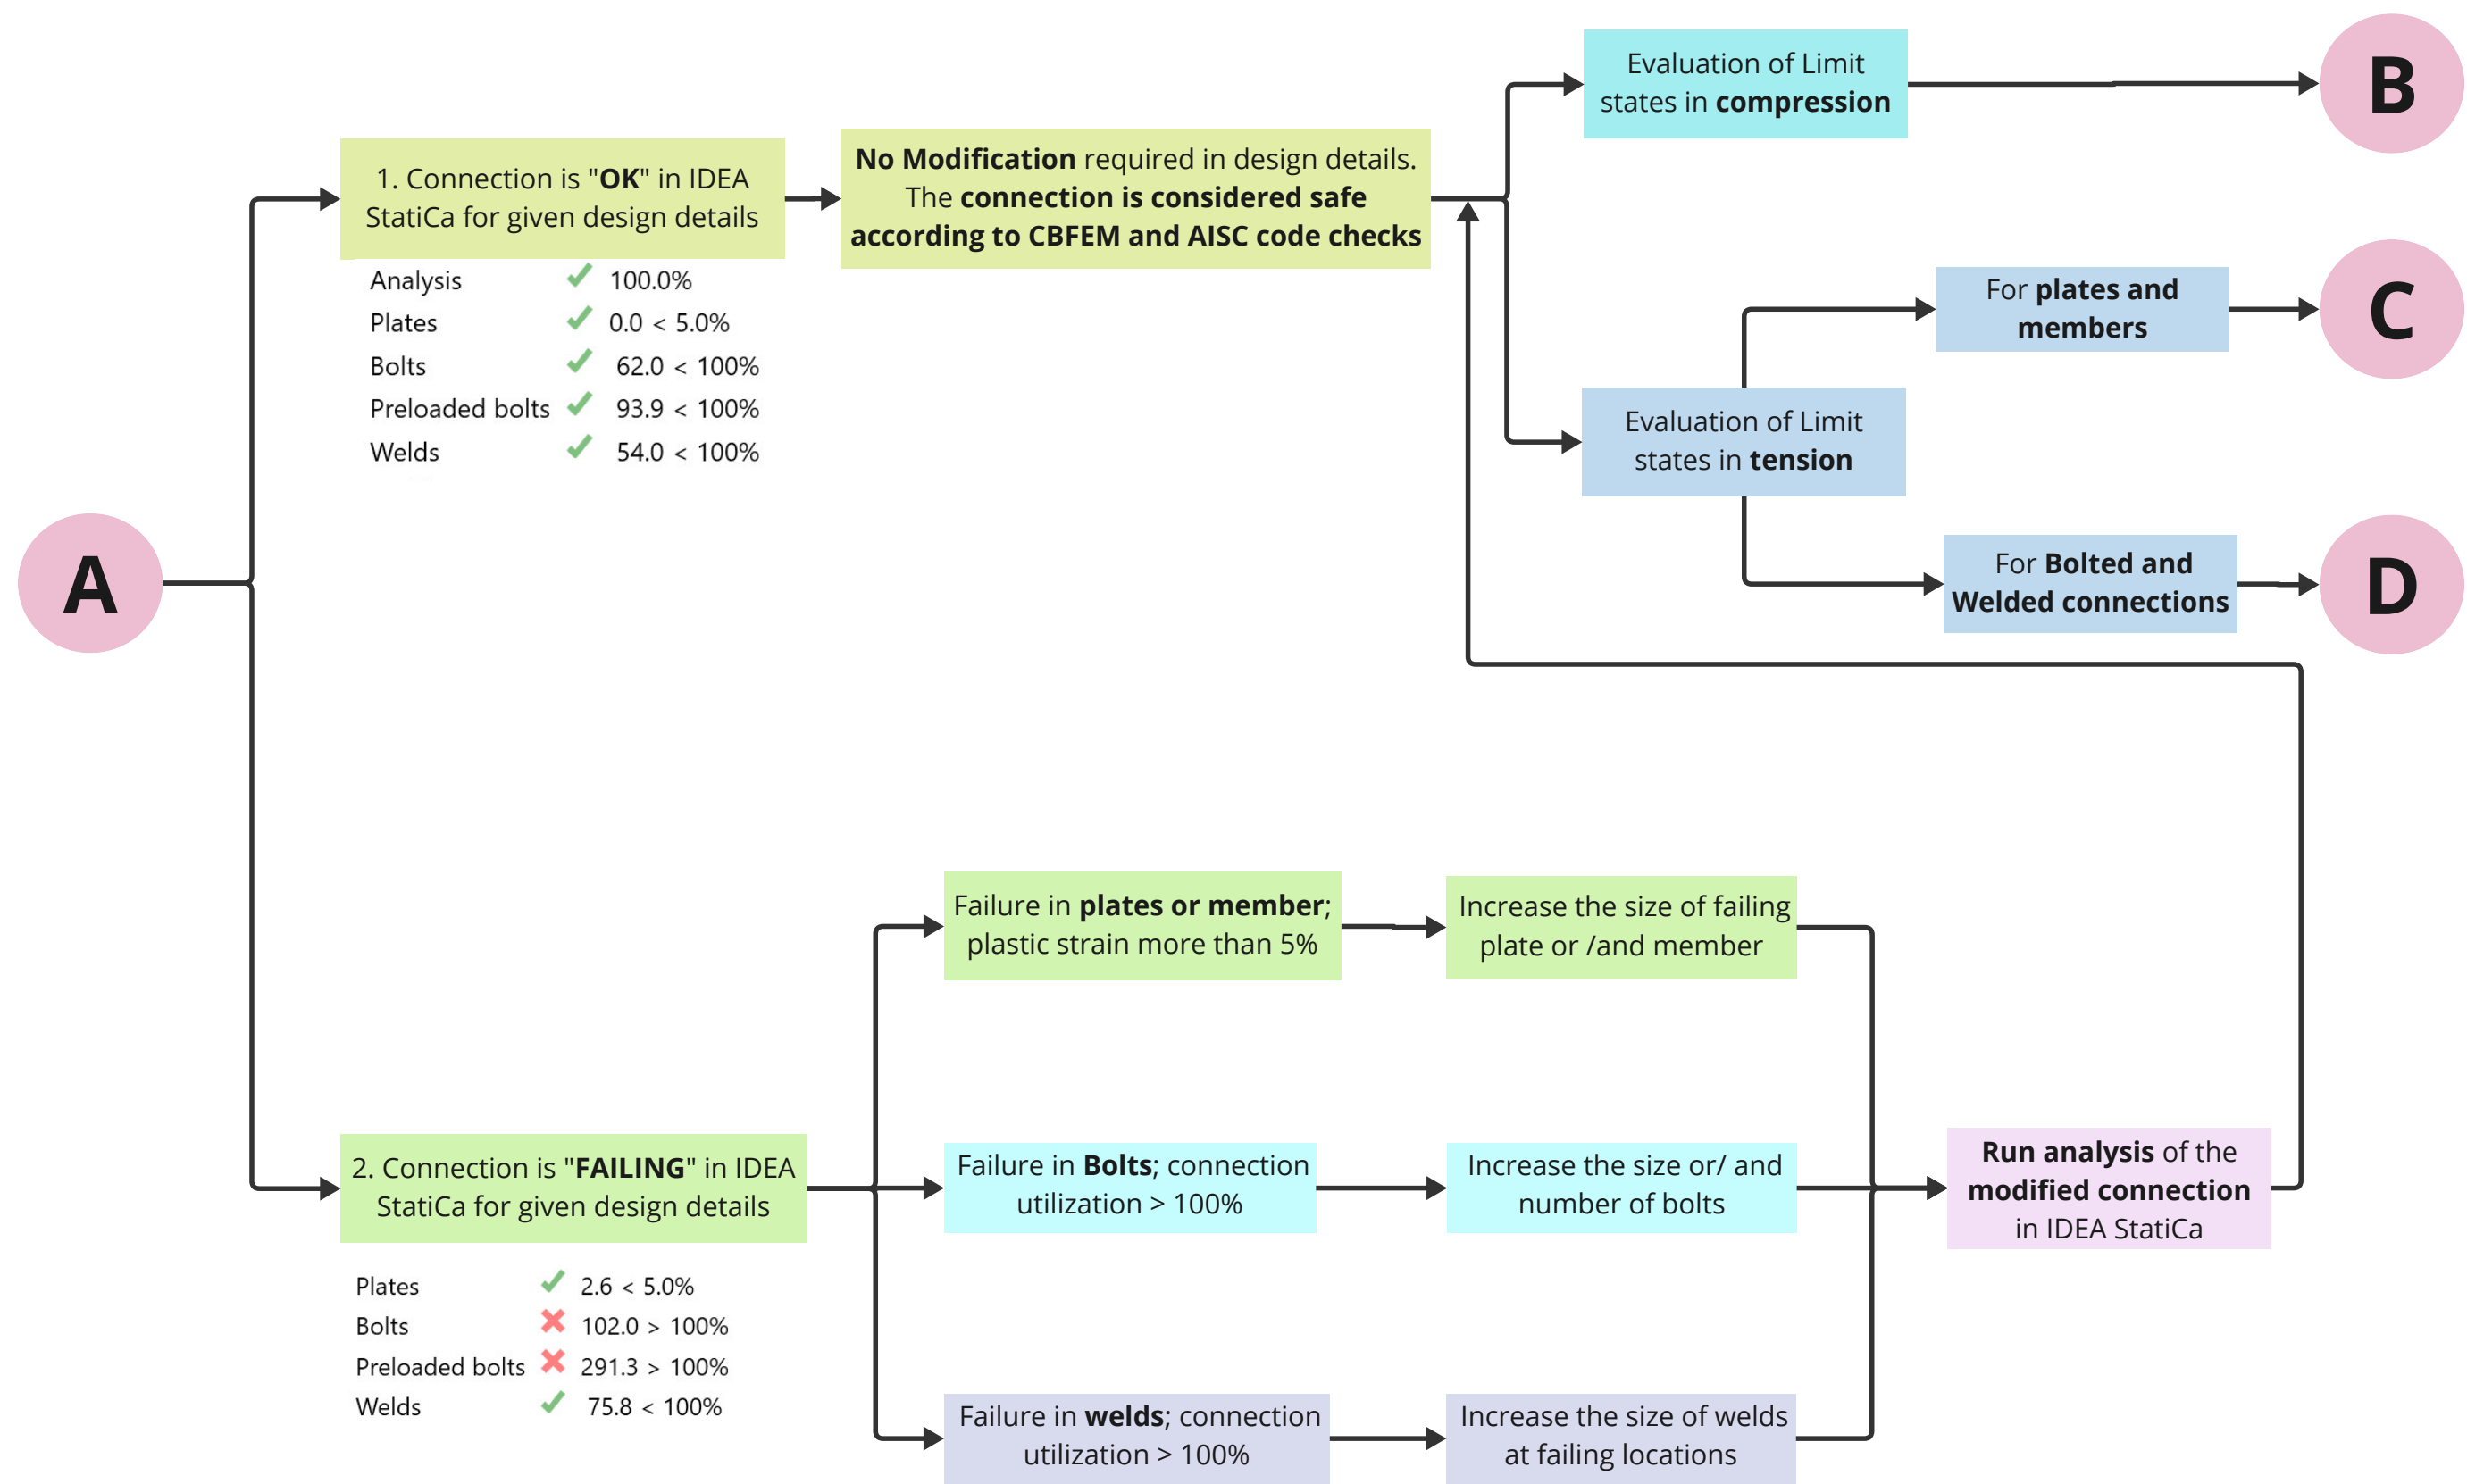 A
1. Connection is "OK" in IDEA
StatiCa for given design details
Analysis 100.0%
Plates 0.0 < 5.0%
Bolts 62.0 < 100%
Preloaded bolts 93.9 < 100%
Welds 54.0 < 100%
No Modification required in design details.
The connection is considered safe
according to CBFEM and AISC code checks
Evaluation of Limit
states in compression
B
Evaluation of Limit
states in tension
For plates and
members
C
For Bolted and
Welded connections
D
2. Connection is "FAILING" in IDEA
StatiCa for given design details
Plates 2.6 < 5.0%
Bolts 102.0 > 100%
Preloaded bolts 291.3 > 100%
Welds 75.8 < 100%
Failure in plates or member;
plastic strain more than 5%
Increase the size of failing
plate or /and member
Failure in Bolts; connection
utilization > 100%
Increase the size or/ and
number of bolts
Failure in welds; connection
utilization > 100%
Increase the size of welds
at failing locations
Run analysis of the
modified connection
in IDEA StatiCa